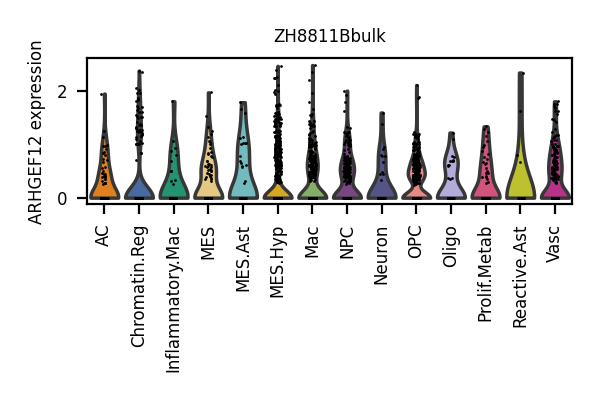 ZH8811Bbulk
ARHGEF12 expression
2
0
AC
Chromatin.Reg
Inflammatory.Mac
MES
MES.Ast
MES.Hyp
Mac
NPC
Neuron
OPC
Oligo
Prolif.Metab
Reactive.Ast
Vasc